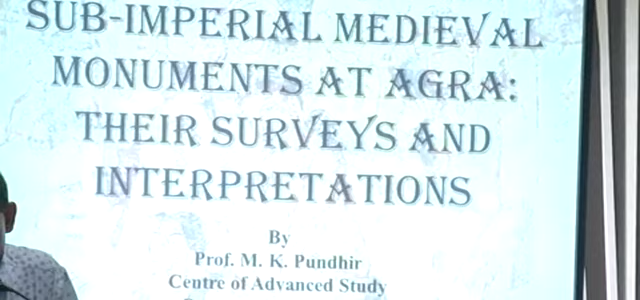 SUB-IMPERIAL MEDIEVAL
MONUMENTS AT AGRA:
THEIR SURVEYS AND
INTERPRETATIONS
By
Prof. M. K. Pundhir
Centre of Advanced Study